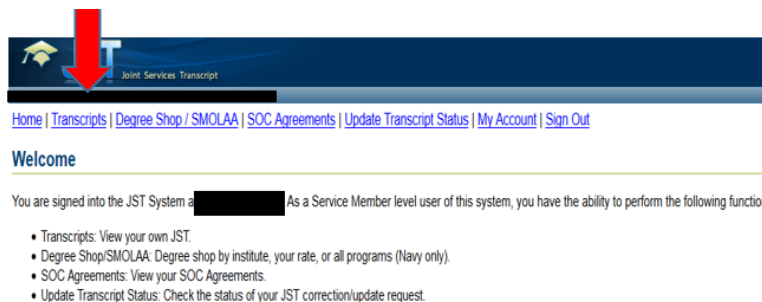 Joint Services Transcript
Home | Transcripts | Degree Shop / SMOLAA | SOC Agreements | Update Transcript Status | My Account | Sign Out
Welcome
You are signed into the JST System a As a Service Member level user of this system, you have the ability to perform the following functio
• Transcripts: View your own JST.
• Degree Shop/SMOLAA: Degree shop by institute, your rate, or all programs (Navy only).
• SOC Agreements: View your SOC Agreements.
• Update Transcript Status: Check the status of your JST correction/update request.